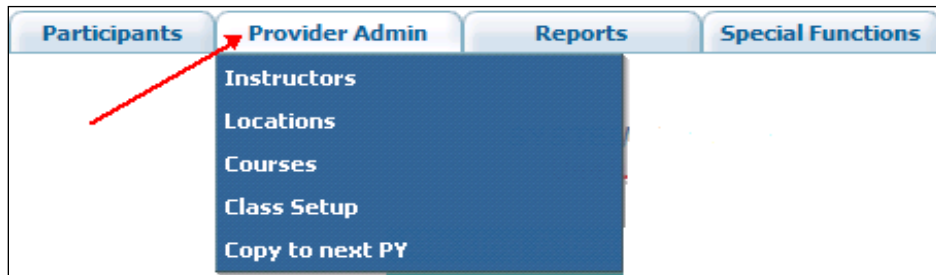 Participants Provider Admin Reports Special Functions
Instructors
Locations
Courses
Class Setup
Copy to next PY